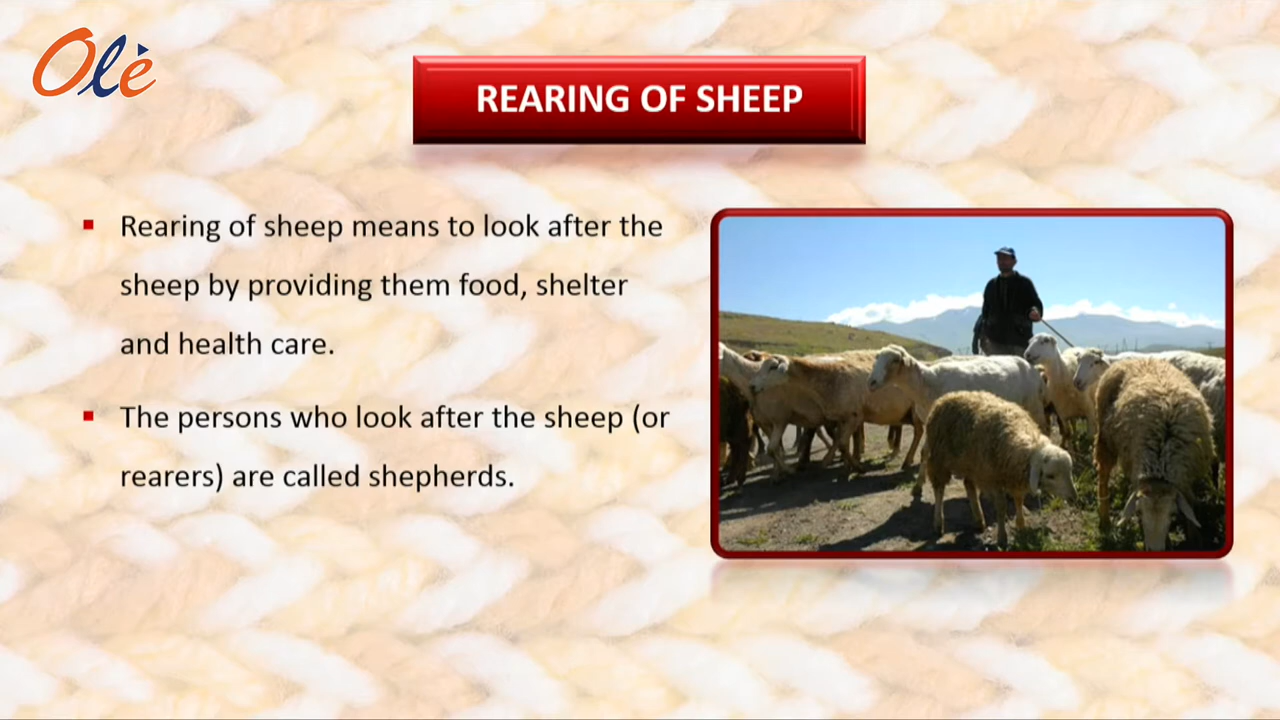 Olè
REARING OF SHEEP
Rearing of sheep means to look after the
sheep by providing them food, shelter
and health care.
The persons who look after the sheep (or
rearers) are called shepherds.